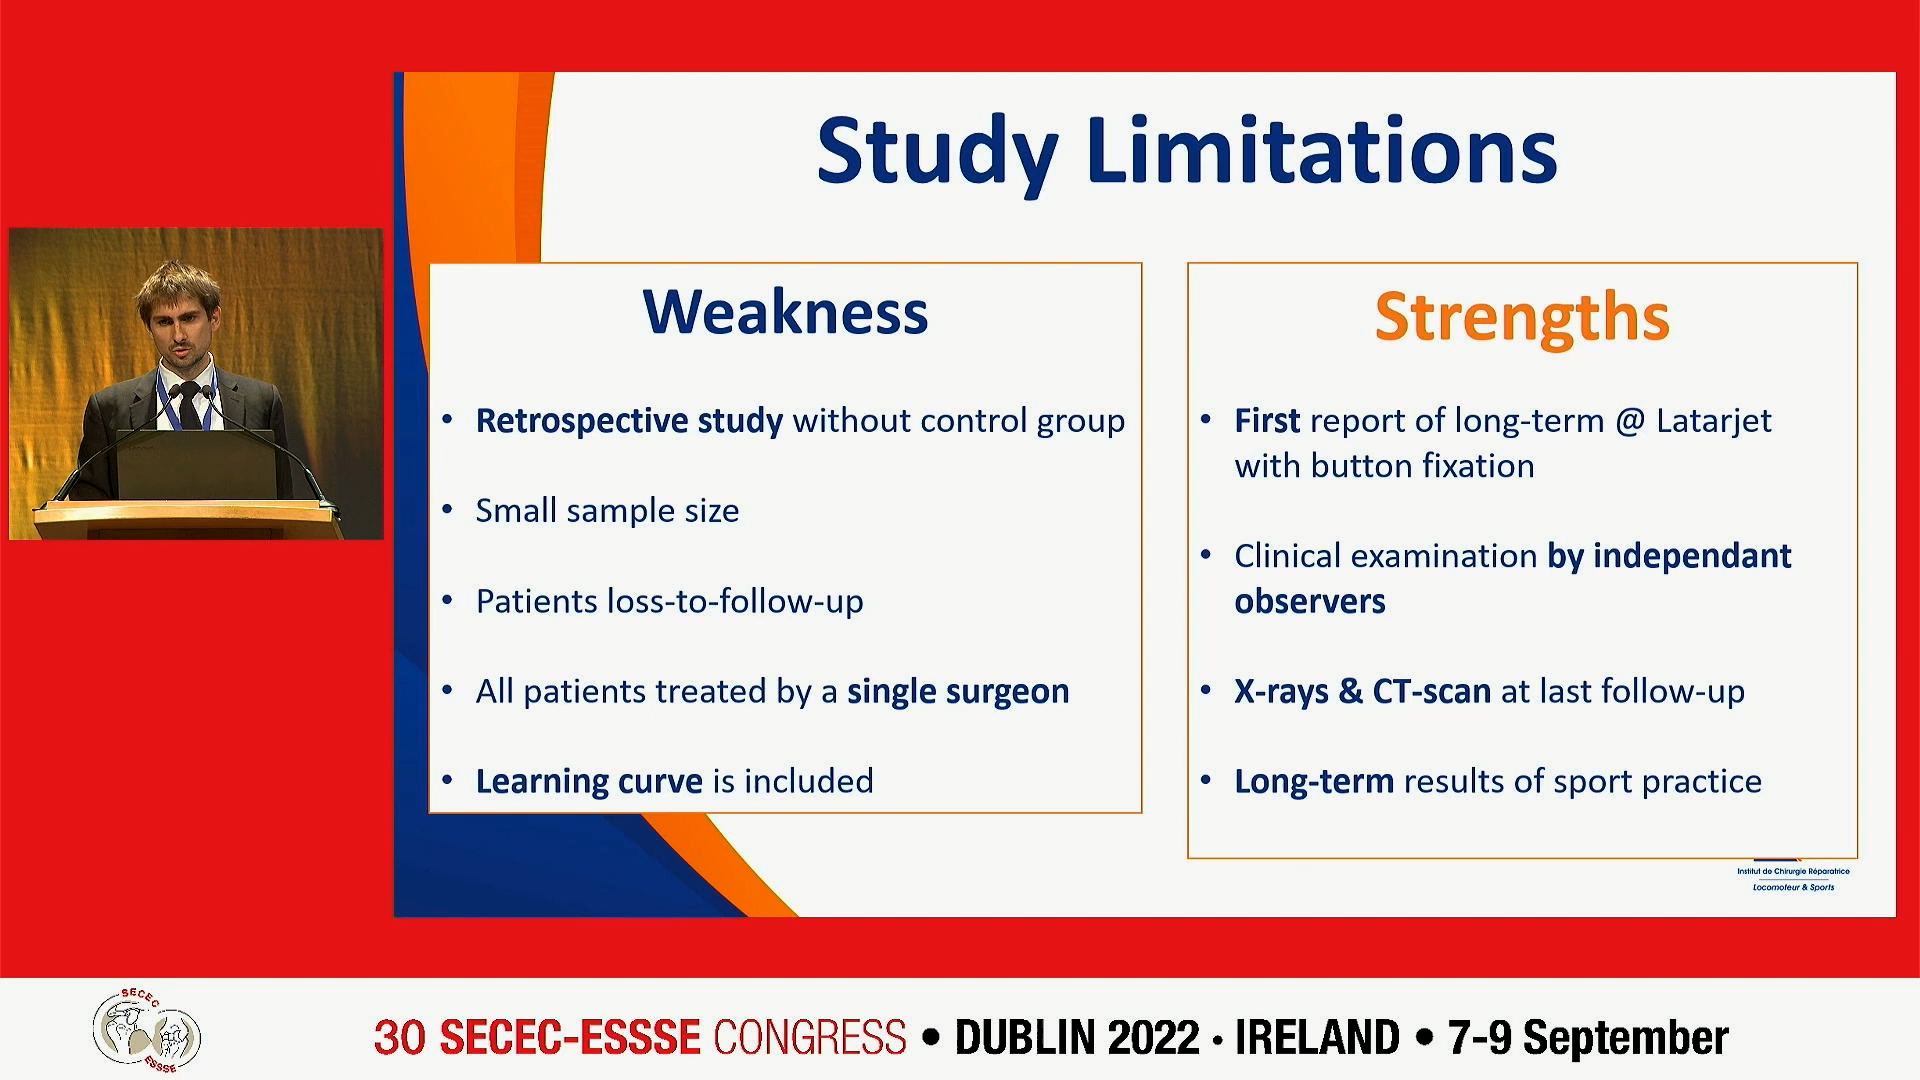 Study Limitations
Weakness
• Retrospective study without control group
• Small sample size
• Patients loss-to-follow-up
• All patients treated by a single surgeon
• Learning curve is included
Strengths
• First report of long-term @ Latarjet
with button fixation
• Clinical examination by independant
observers
• X-rays & CT-scan at last follow-up
• Long-term results of sport practice
Institut de Chirurgie Réparatrice
Locomoteur & Sports
SECEC
ESSSE
30 SECEC-ESSSE CONGRESS • DUBLIN 2022 • IRELAND • 7-9 September